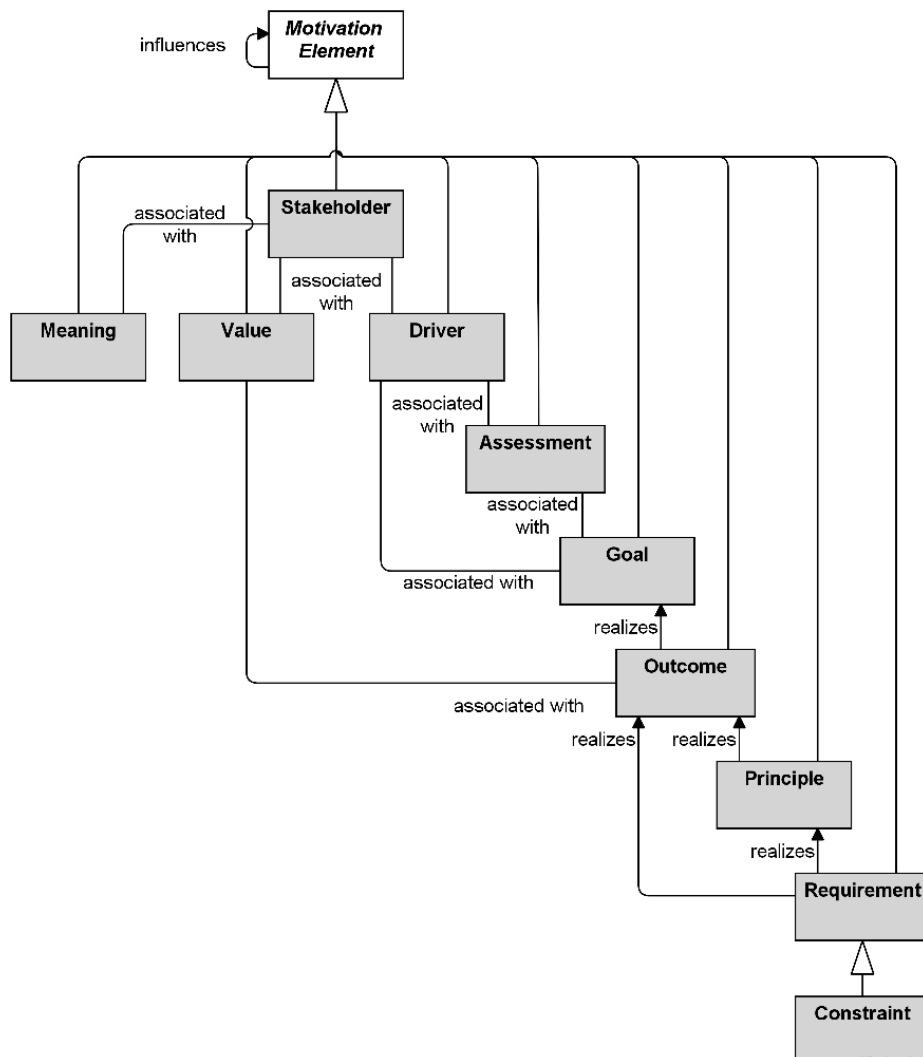 Motivation
Element
influences
Stakeholder
associated
with
associated
with
Meaning
Value
Driver
associated
with
Assessment
associated
with
Goal
associated with
realizes
Outcome
associated with
realizes
realizes
Principle
realizes
Requirement
Constraint